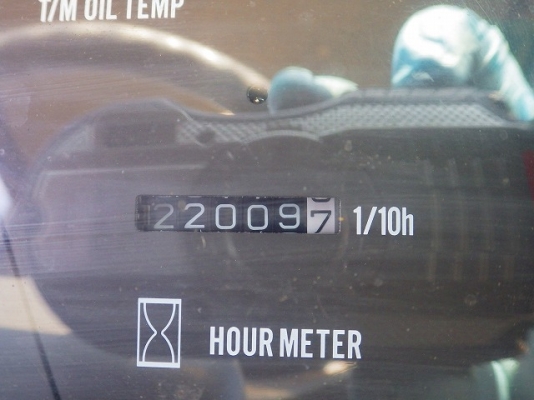 T/M OIL TEMP
220097 1/10h
HOUR METER